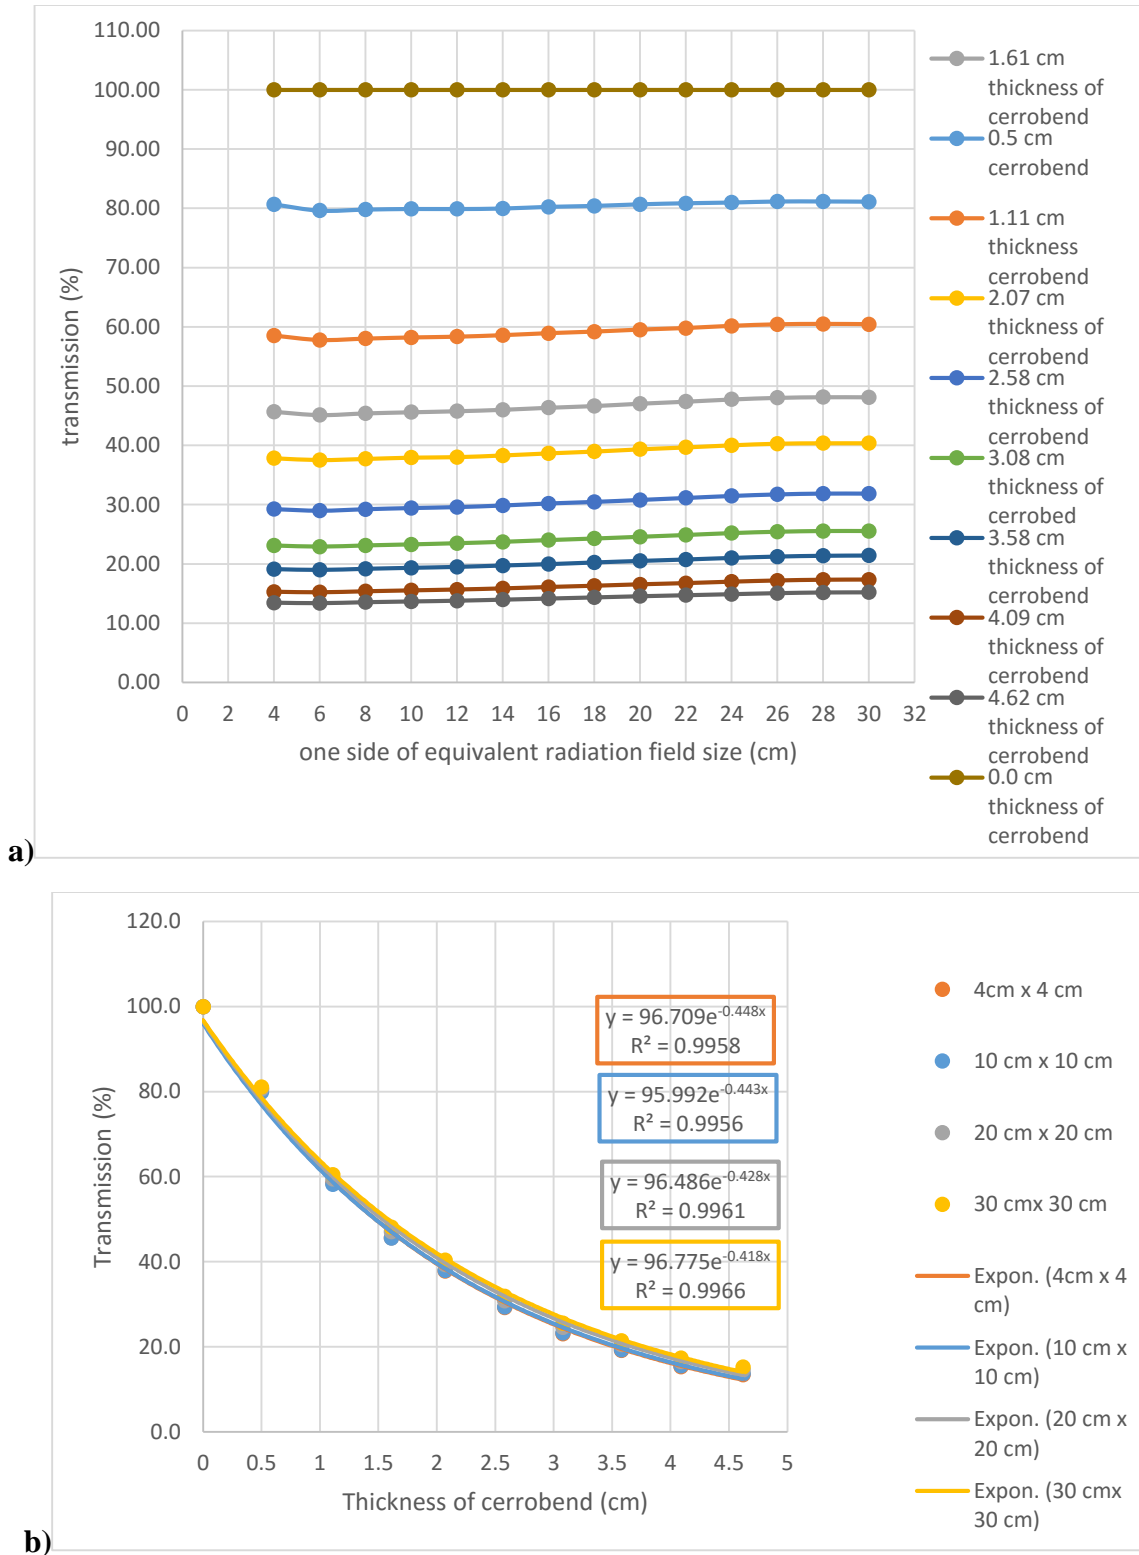 110.00
100.00
90.00
80.00
70.00
60.00
50.00
40.00
30.00
20.00
10.00
0.00
transmission (%)
0 2 4 6 8 10 12 14 16 18 20 22 24 26 28 30 32
one side of equivalent radiation field size (cm)
1.61 cm
thickness of
cerrobend
0.5 cm
cerrobend
1.11 cm
thickness
cerrobend
2.07 cm
thickness of
cerrobend
2.58 cm
thickness of
cerrobend
3.08 cm
thickness of
cerrobed
3.58 cm
thickness of
cerrobend
4.09 cm
thickness of
cerrobend
4.62 cm
thickness of
cerrobend
0.0 cm
thickness of
cerrobend
a)
120.0
100.0
80.0
60.0
40.0
20.0
0.0
Transmission (%)
0 0.5 1 1.5 2 2.5 3 3.5 4 4.5 5
Thickness of cerrobend (cm)
y = 96.709e^-0.448x
R² = 0.9958
y = 95.992e^-0.443x
R² = 0.9956
y = 96.486e^-0.428x
R² = 0.9961
y = 96.775e^-0.418x
R² = 0.9966
4cm x 4 cm
10 cm x 10 cm
20 cm x 20 cm
30 cmx 30 cm
Expon. (4cm x 4
cm)
Expon. (10 cm x
10 cm)
Expon. (20 cm x
20 cm)
Expon. (30 cmx
30 cm)
b)